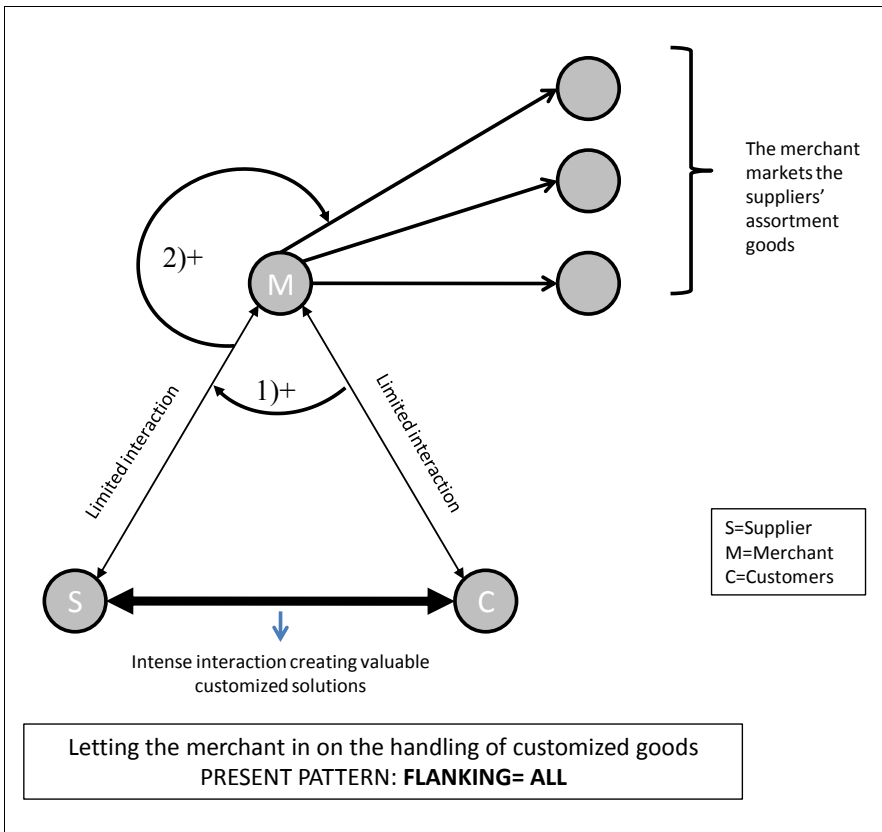 The merchant
markets the
suppliers'
assortment
goods
2)+
M
1)+
Limited interaction
Limited interaction
S=Supplier
M=Merchant
C=Customers
S
C
Intense interaction creating valuable
customized solutions
Letting the merchant in on the handling of customized goods
PRESENT PATTERN: FLANKING= ALL